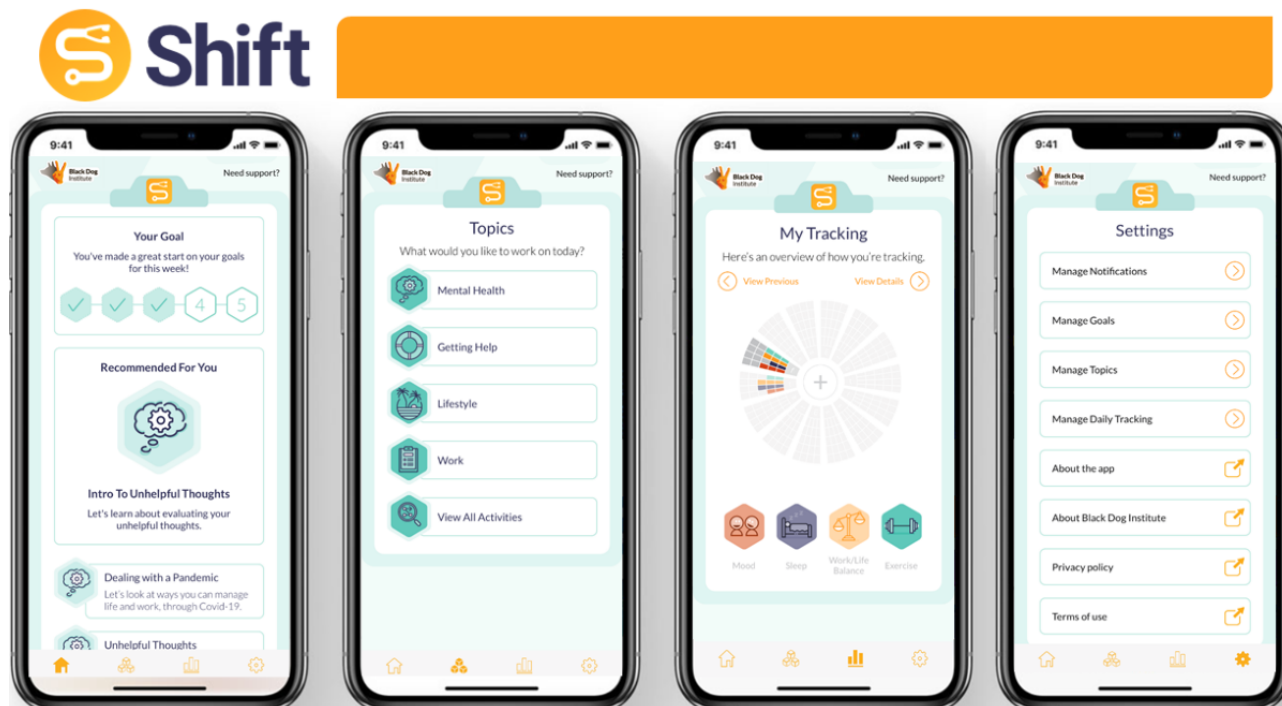 Shift
9:41
Black Dog
Institute
Need support?
Your Goal
You've made a great start on your goals
for this week!
4
5
Recommended For You
Intro To Unhelpful Thoughts
Let's learn about evaluating your
unhelpful thoughts.
Dealing with a Pandemic
Let's look at ways you can manage
life and work, through Covid-19.
Unhelpful Thoughts
9:41
Black Dog
Institute
Need support?
Topics
What would you like to work on today?
Mental Health
Getting Help
Lifestyle
Work
View All Activities
9:41
Black Dog
Institute
Need support?
My Tracking
Here's an overview of how you're tracking.
View Previous
View Details
Mood
Sleep
Work/Life
Balance
Exercise
9:41
Black Dog
Institute
Need support?
Settings
Manage Notifications
Manage Goals
Manage Topics
Manage Daily Tracking
About the app
About Black Dog Institute
Privacy policy
Terms of use